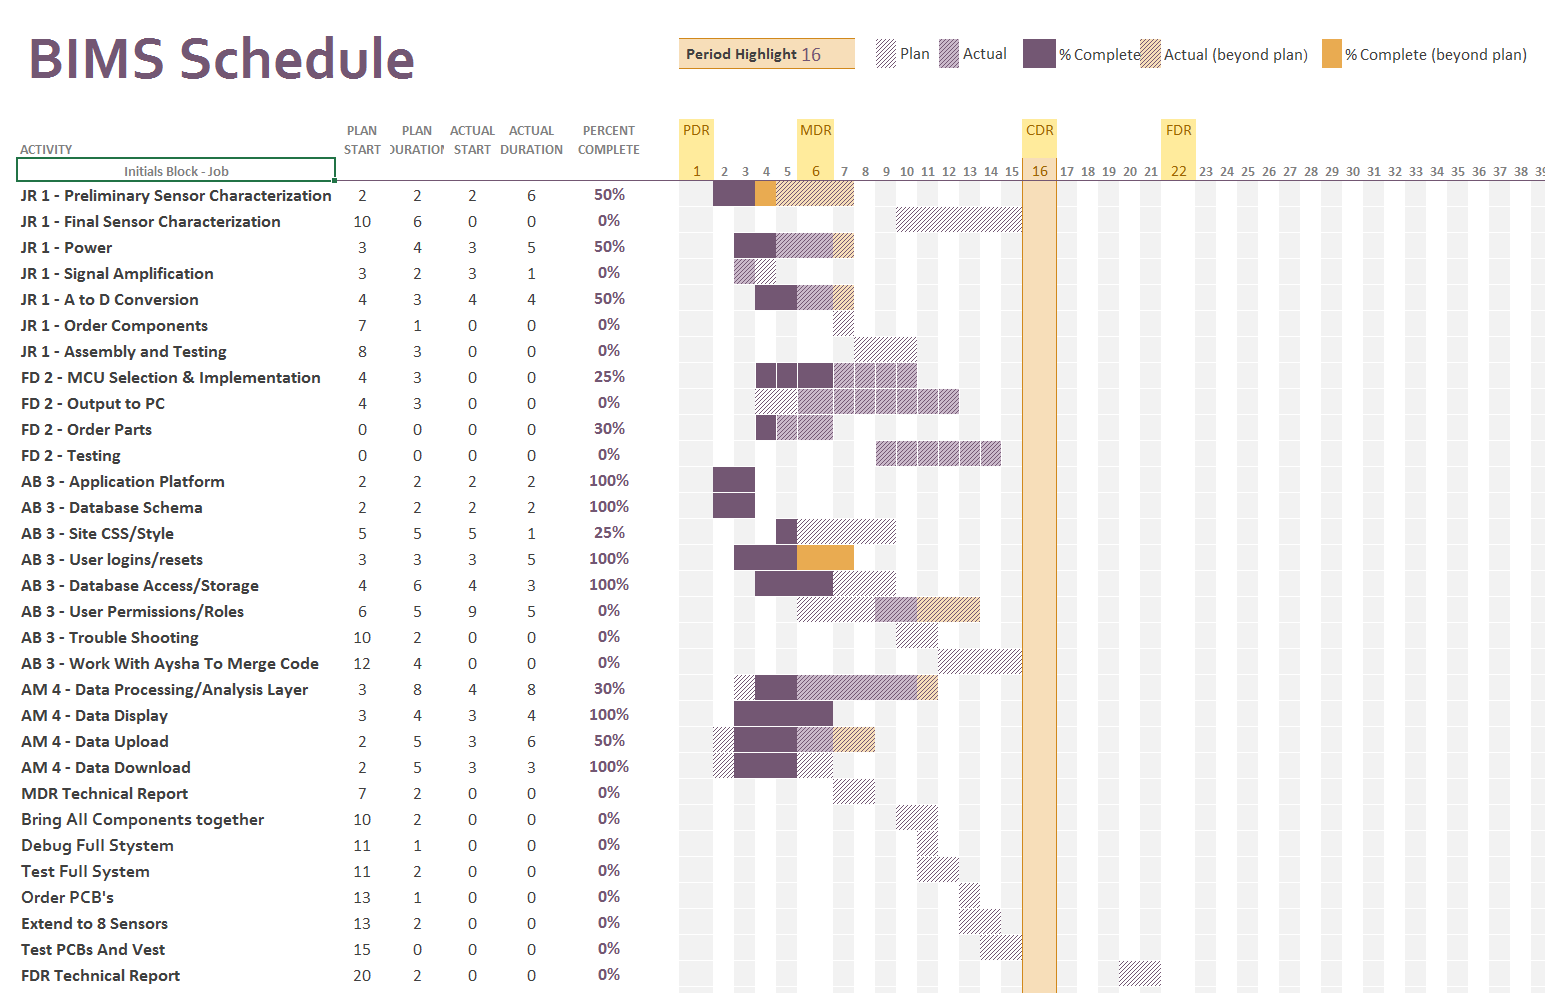 BIMS Schedule
Period Highlight 16 Plan Actual % Complete Actual (beyond plan) % Complete (beyond plan)
PLAN PLAN ACTUAL ACTUAL PERCENT PDR MDR CDR FDR
ACTIVITY START DURATION START DURATION COMPLETE
Initials Block - Job 1 2 3 4 5 6 7 8 9 10 11 12 13 14 15 16 17 18 19 20 21 22 23 24 25 26 27 28 29 30 31 32 33 34 35 36 37 38 39
JR 1 - Preliminary Sensor Characterization 2 2 2 6 50%
JR 1 - Final Sensor Characterization 10 6 0 0 0%
JR 1 - Power 3 4 3 5 50%
JR 1 - Signal Amplification 3 2 3 1 0%
JR 1 - A to D Conversion 4 3 4 4 50%
JR 1 - Order Components 7 1 0 0 0%
JR 1 - Assembly and Testing 8 3 0 0 0%
FD 2 - MCU Selection & Implementation 4 3 0 0 25%
FD 2 - Output to PC 4 3 0 0 0%
FD 2 - Order Parts 0 0 0 0 30%
FD 2 - Testing 0 0 0 0 0%
AB 3 - Application Platform 2 2 2 2 100%
AB 3 - Database Schema 2 2 2 2 100%
AB 3 - Site CSS/Style 5 5 5 1 25%
AB 3 - User logins/resets 3 3 3 5 100%
AB 3 - Database Access/Storage 4 6 4 3 100%
AB 3 - User Permissions/Roles 6 5 9 5 0%
AB 3 - Trouble Shooting 10 2 0 0 0%
AB 3 - Work With Aysha To Merge Code 12 4 0 0 0%
AM 4 - Data Processing/Analysis Layer 3 8 4 8 30%
AM 4 - Data Display 3 4 3 4 100%
AM 4 - Data Upload 2 5 3 6 50%
AM 4 - Data Download 2 5 3 3 100%
MDR Technical Report 7 2 0 0 0%
Bring All Components together 10 2 0 0 0%
Debug Full Stystem 11 1 0 0 0%
Test Full System 11 2 0 0 0%
Order PCB's 13 1 0 0 0%
Extend to 8 Sensors 13 2 0 0 0%
Test PCBs And Vest 15 0 0 0 0%
FDR Technical Report 20 2 0 0 0%